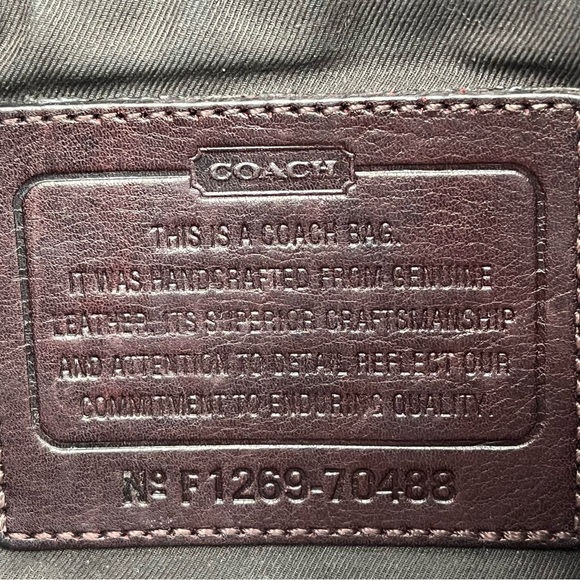 COACH
THIS IS A COACH BAG.
IT WAS HANDCRAFTED FROM GENUINE
LEATHER. ITS SUPERIOR CRAFTSMANSHIP
AND ATTENTION TO DETAIL REFLECT OUR
COMMITMENT TO ENDURING QUALITY.
Nº F1269-70488